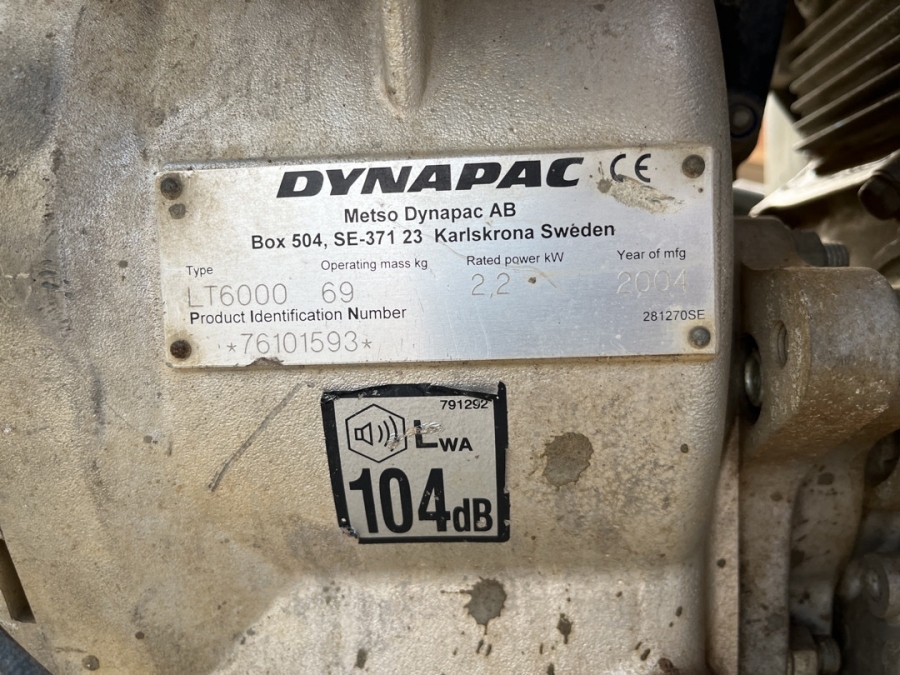 DYNAPAC CE
Metso Dynapac AB
Box 504, SE-371 23 Karlskrona Sweden
Type Operating mass kg Rated power kW Year of mfg
LT6000 69 2,2 2004
Product Identification Number 281270SE
*76101593*
791292
LWA
104dB